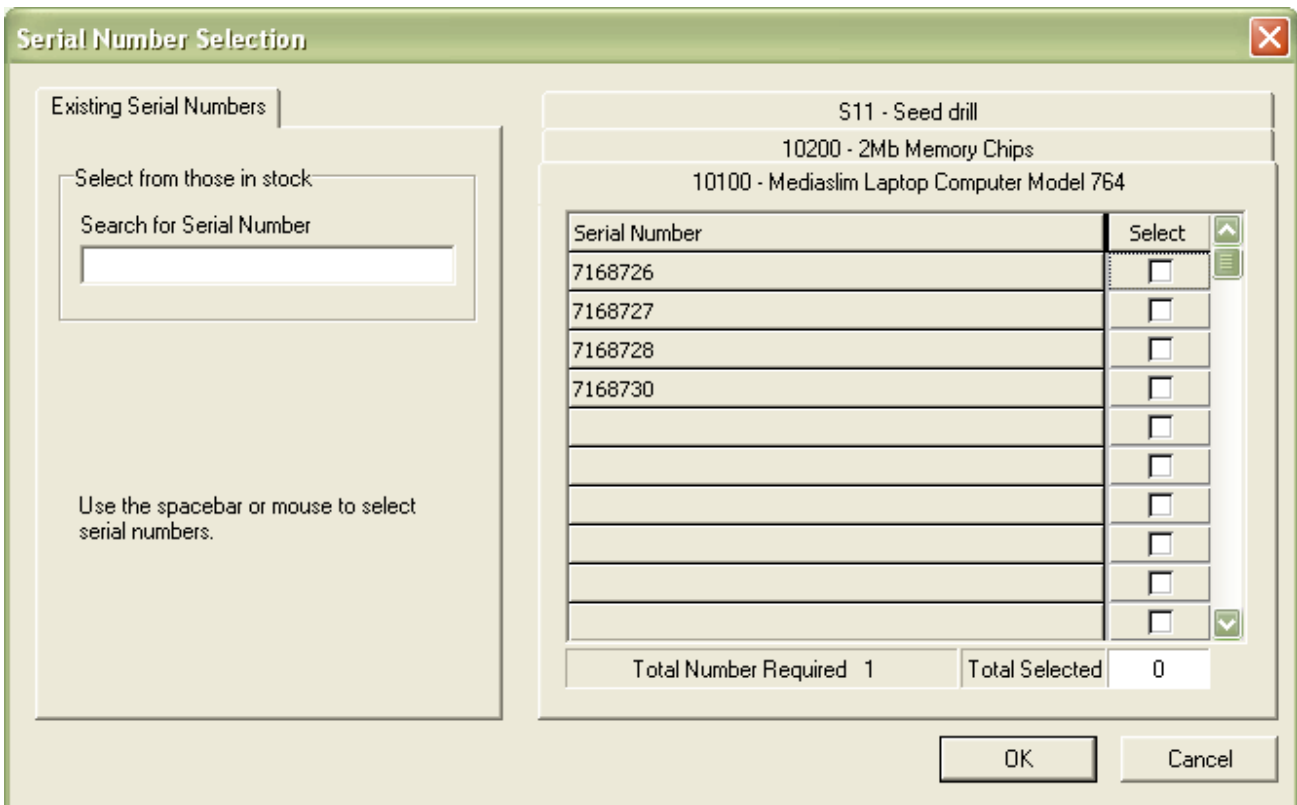 Serial Number Selection
Existing Serial Numbers
Select from those in stock
Search for Serial Number
Use the spacebar or mouse to select
serial numbers.
S11 - Seed drill
10200 - 2Mb Memory Chips
10100 - Mediaslim Laptop Computer Model 764
Serial Number Select
7168726
7168727
7168728
7168730
Total Number Required 1 Total Selected 0
OK Cancel